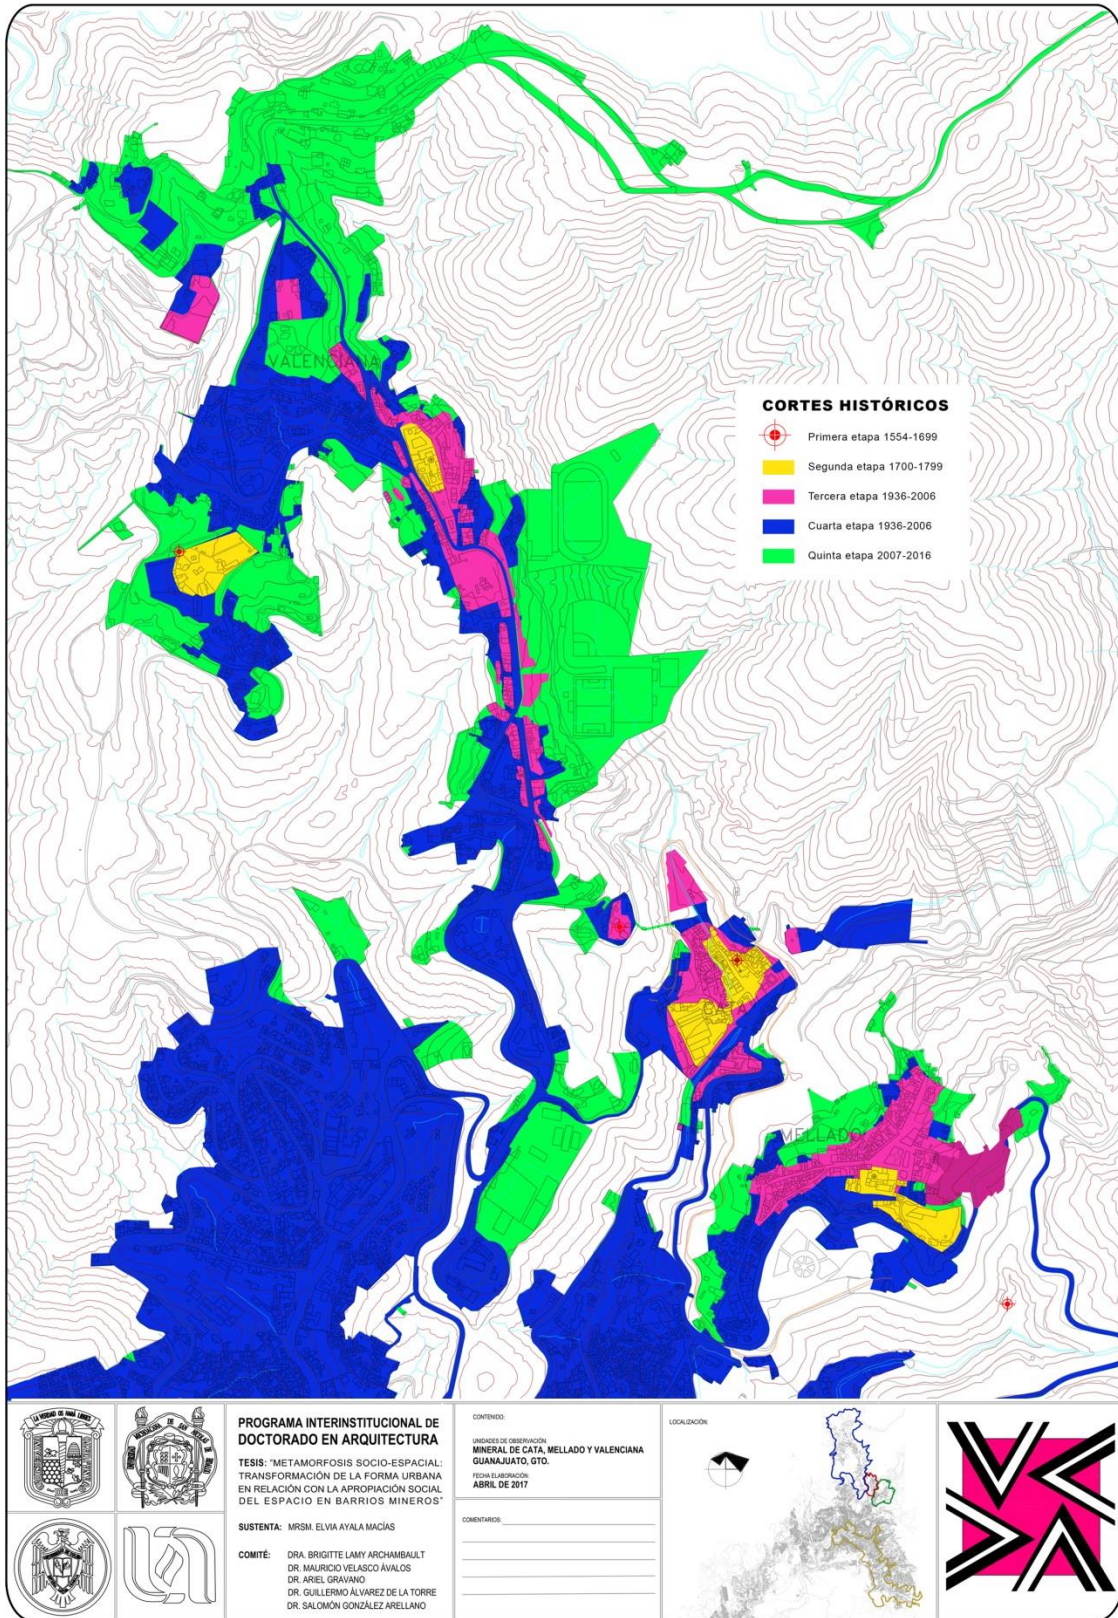 VALENCIANA
CORTES HISTÓRICOS
Primera etapa 1554-1699
Segunda etapa 1700-1799
Tercera etapa 1936-2006
Cuarta etapa 1936-2006
Quinta etapa 2007-2016
MELLADO
LA VERDAD OS HARÁ LIBRES
PROGRAMA INTERINSTITUCIONAL DE
DOCTORADO EN ARQUITECTURA
TESIS: "METAMORFOSIS SOCIO-ESPACIAL:
TRANSFORMACIÓN DE LA FORMA URBANA
EN RELACIÓN CON LA APROPIACIÓN SOCIAL
DEL ESPACIO EN BARRIOS MINEROS"
SUSTENTA: MRSM. ELVIA AYALA MACÍAS
COMITÉ: DRA. BRIGITTE LAMY ARCHAMBAULT
DR. MAURICIO VELASCO ÁVALOS
DR. ARIEL GRAVANO
DR. GUILLERMO ÁLVAREZ DE LA TORRE
DR. SALOMÓN GONZÁLEZ ARELLANO
CONTENIDO:
UNIDADES DE OBSERVACIÓN
MINERAL DE CATA, MELLADO Y VALENCIANA
GUANAJUATO, GTO.
FECHA ELABORACIÓN:
ABRIL DE 2017
COMENTARIOS:
LOCALIZACIÓN: